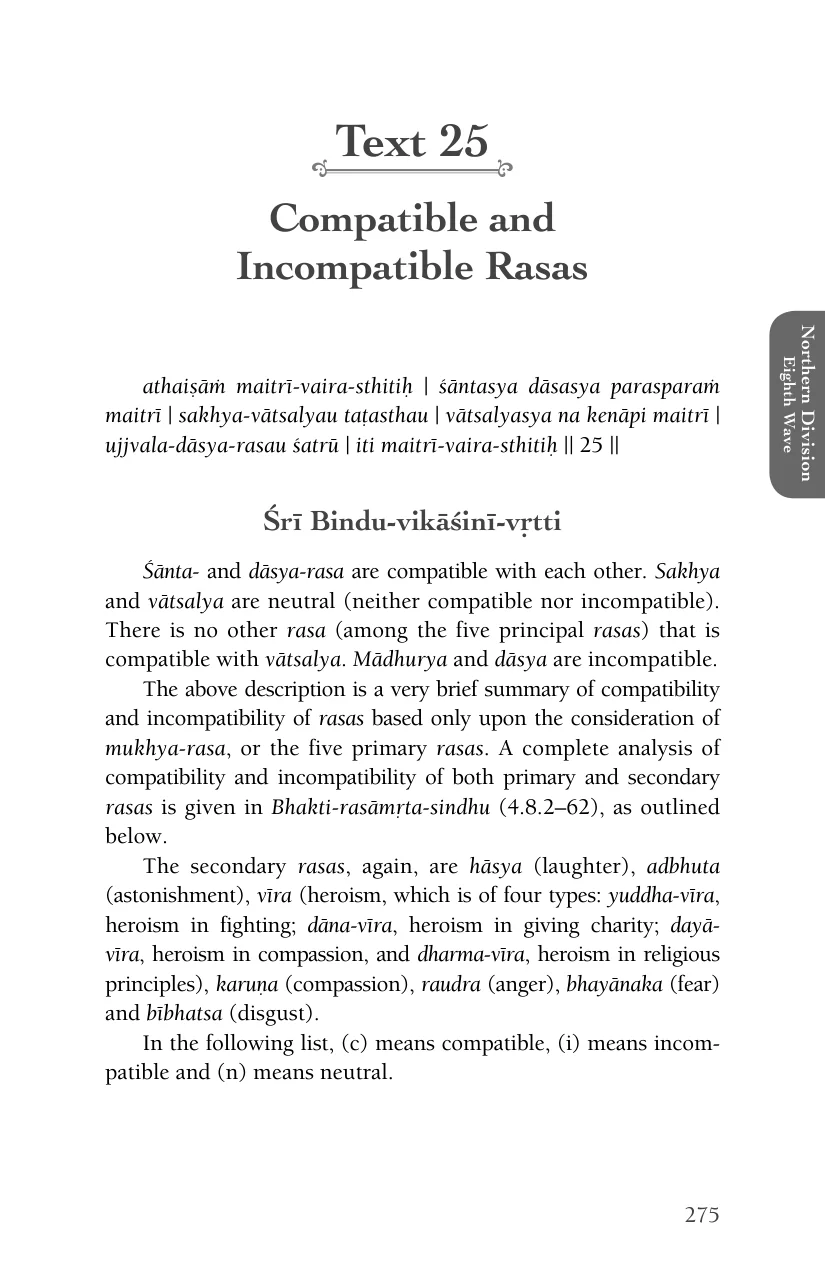 Text 25
Compatible and
Incompatible Rasas
Northern Division
Eighth Wave
athaiṣāṁ maitrī-vaira-sthitiḥ | śāntasya dāsasya parasparaṁ
maitrī | sakhya-vātsalyau taṭasthau | vātsalyasya na kenāpi maitrī |
ujjvala-dāsya-rasau śatrū | iti maitrī-vaira-sthitiḥ || 25 ||
Śrī Bindu-vikāśinī-vṛtti
Śānta- and dāsya-rasa are compatible with each other. Sakhya
and vātsalya are neutral (neither compatible nor incompatible).
There is no other rasa (among the five principal rasas) that is
compatible with vātsalya. Mādhurya and dāsya are incompatible.
The above description is a very brief summary of compatibility
and incompatibility of rasas based only upon the consideration of
mukhya-rasa, or the five primary rasas. A complete analysis of
compatibility and incompatibility of both primary and secondary
rasas is given in Bhakti-rasāmṛta-sindhu (4.8.2–62), as outlined
below.
The secondary rasas, again, are hāsya (laughter), adbhuta
(astonishment), vīra (heroism, which is of four types: yuddha-vīra,
heroism in fighting; dāna-vīra, heroism in giving charity; dayā-
vīra, heroism in compassion, and dharma-vīra, heroism in religious
principles), karuṇa (compassion), raudra (anger), bhayānaka (fear)
and bībhatsa (disgust).
In the following list, (c) means compatible, (i) means incom-
patible and (n) means neutral.
275